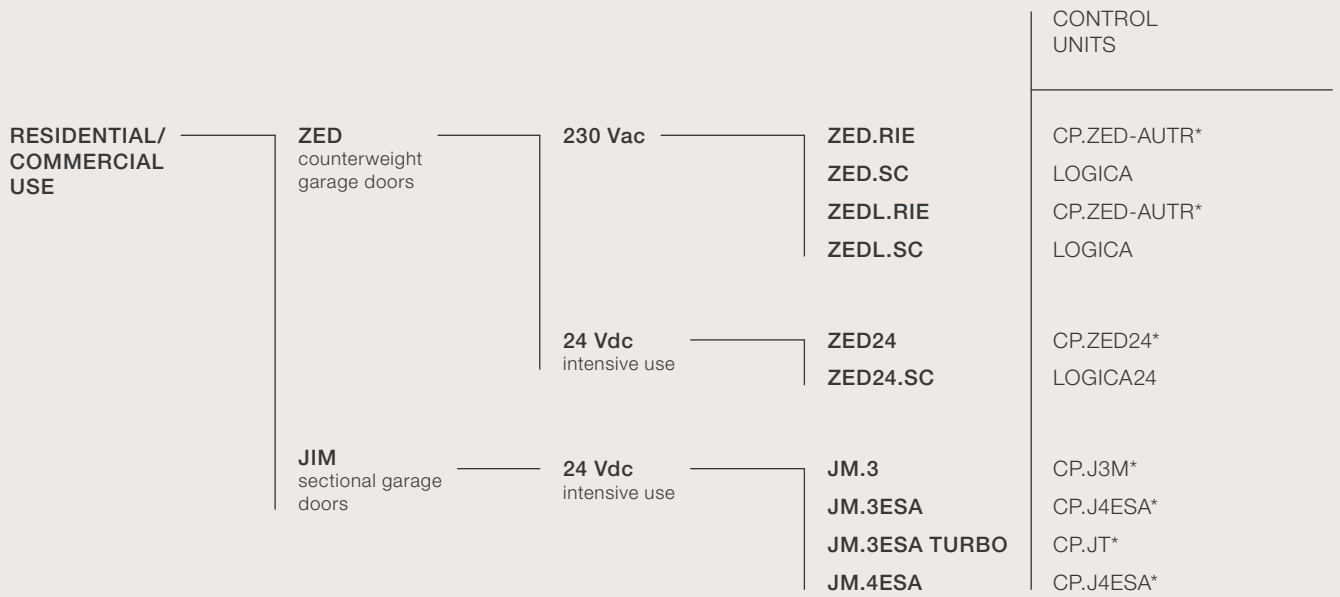 CONTROL
UNITS
RESIDENTIAL/
COMMERCIAL
USE
ZED
counterweight
garage doors
230 Vac
ZED.RIE
CP.ZED-AUTR*
ZED.SC
LOGICA
ZEDL.RIE
CP.ZED-AUTR*
ZEDL.SC
LOGICA
24 Vdc
intensive use
ZED24
CP.ZED24*
ZED24.SC
LOGICA24
JIM
sectional garage
doors
24 Vdc
intensive use
JM.3
CP.J3M*
JM.3ESA
CP.J4ESA*
JM.3ESA TURBO
CP.JT*
JM.4ESA
CP.J4ESA*